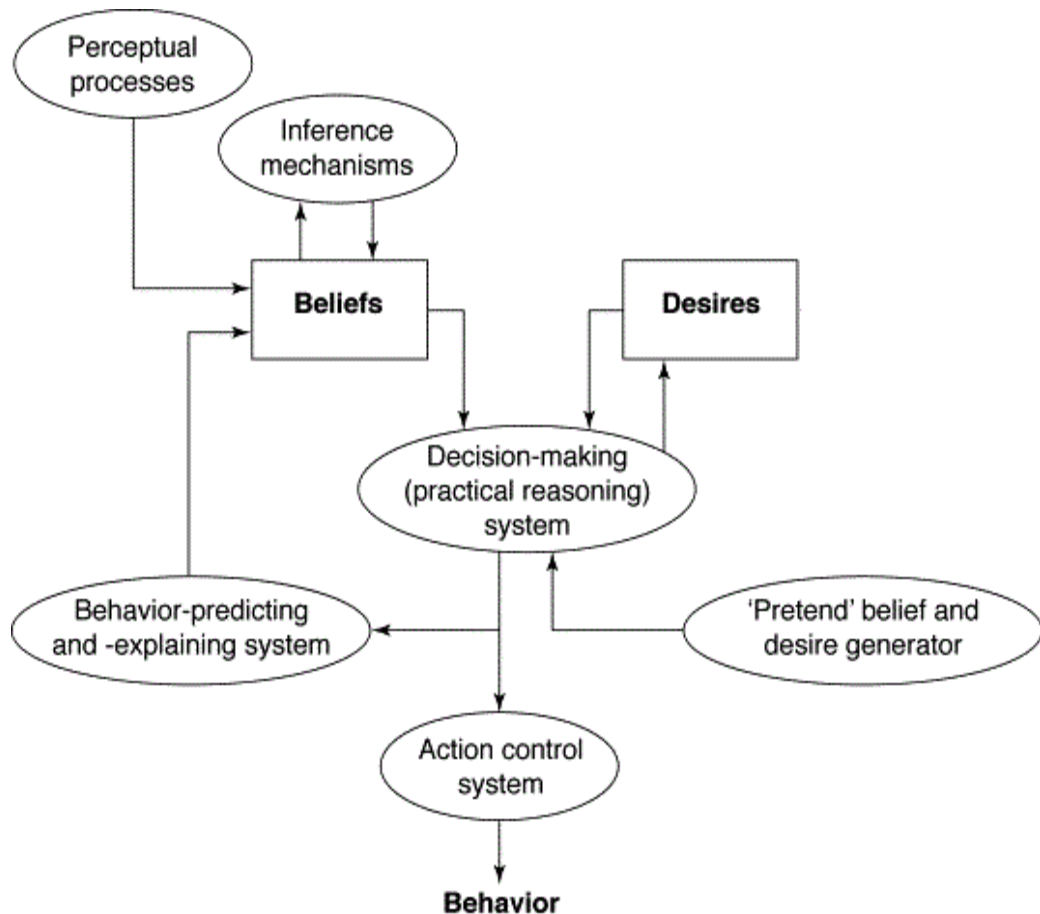 Perceptual
processes
Inference
mechanisms
Beliefs
Desires
Decision-making
(practical reasoning)
system
Behavior-predicting
and -explaining system
‘Pretend’ belief and
desire generator
Action control
system
Behavior